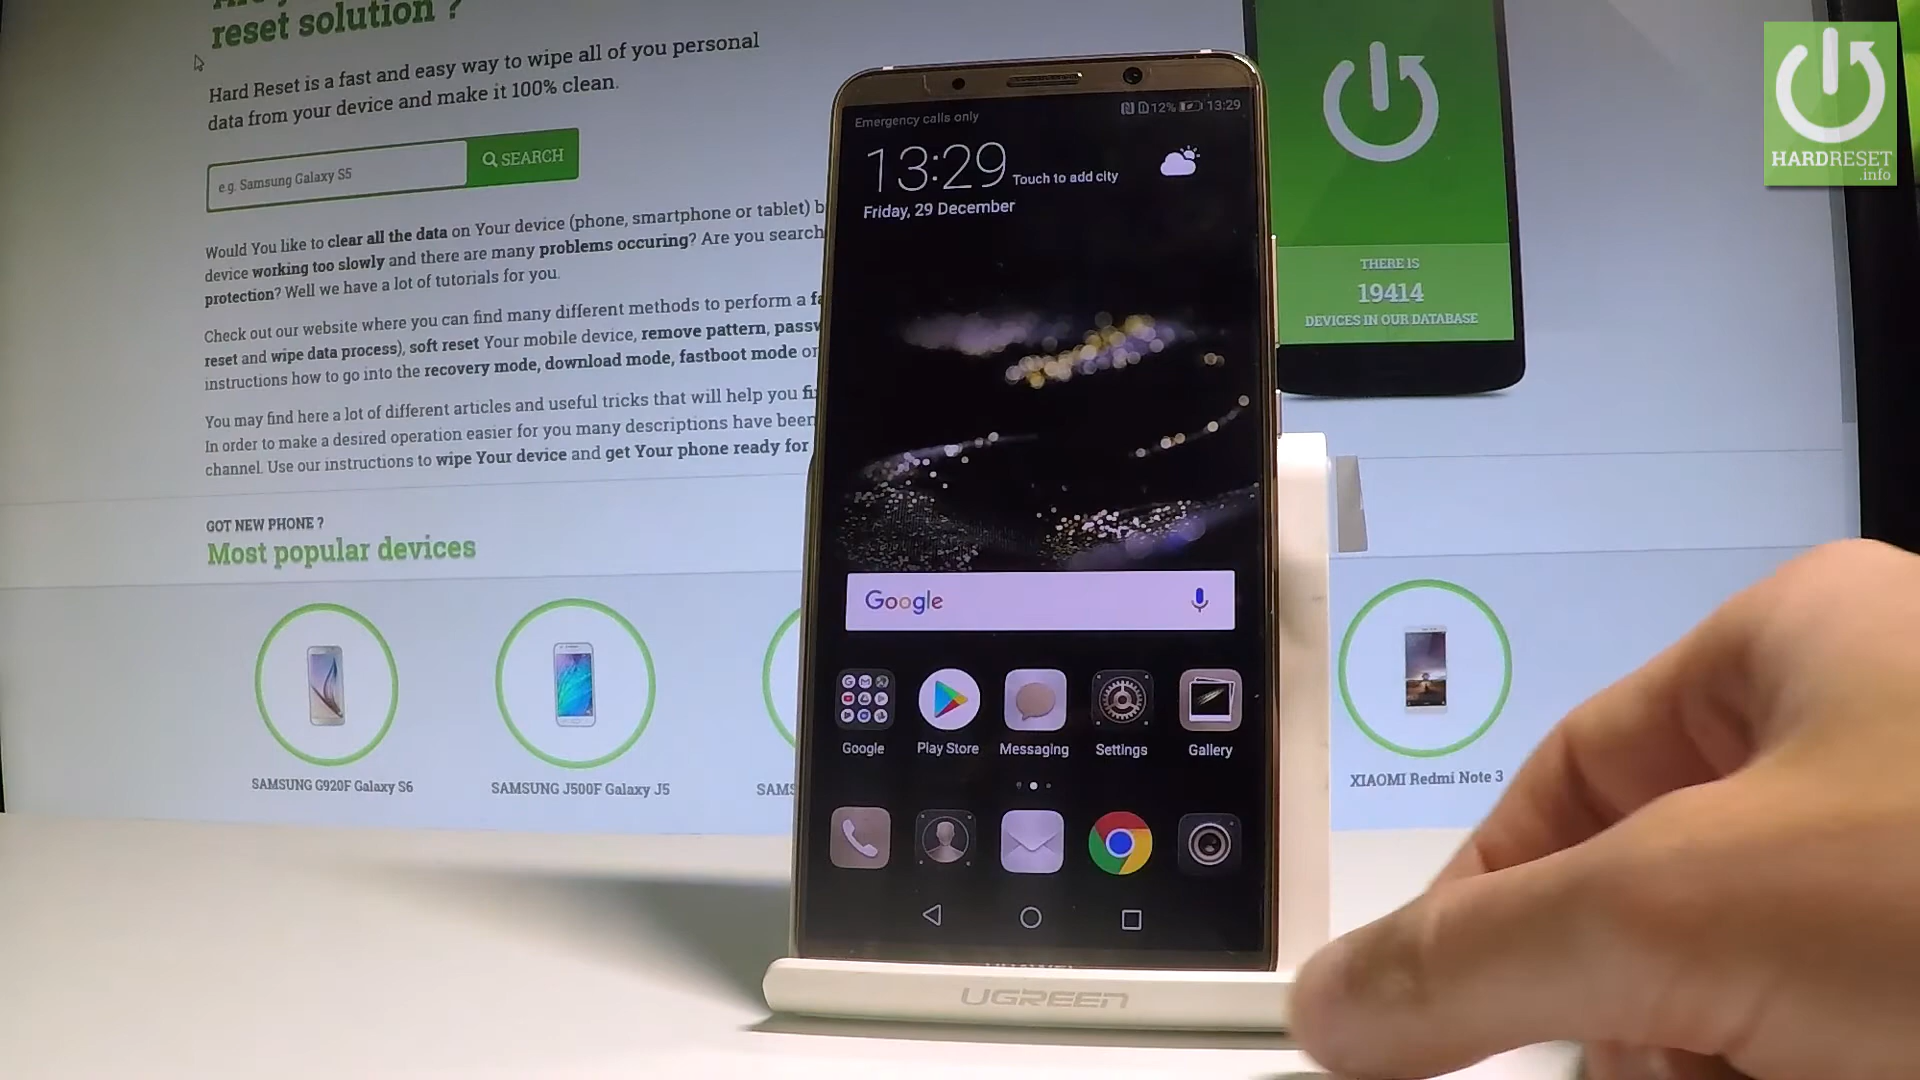 reset solution ?
Hard Reset is a fast and easy way to wipe all of you personal
data from your device and make it 100% clean.
e.g. Samsung Galaxy S5
SEARCH
Would You like to clear all the data on Your device (phone, smartphone or tablet)
device working too slowly and there are many problems occuring? Are you search
protection? Well we have a lot of tutorials for you.
Check out our website where you can find many different methods to perform a
reset and wipe data process), soft reset Your mobile device, remove pattern, passw
instructions how to go into the recovery mode, download mode, fastboot mode or
You may find here a lot of different articles and useful tricks that will help you fi
In order to make a desired operation easier for you many descriptions have been
channel. Use our instructions to wipe Your device and get Your phone ready for
GOT NEW PHONE ?
Most popular devices
SAMSUNG G920F Galaxy S6
SAMSUNG J500F Galaxy J5
SAMS
XIAOMI Redmi Note 3
THERE IS
19414
DEVICES IN OUR DATABASE
HARDRESET
.info
Emergency calls only
12% 13:29
13:29 Touch to add city
Friday, 29 December
Google
Google
Play Store
Messaging
Settings
Gallery
UGREEN